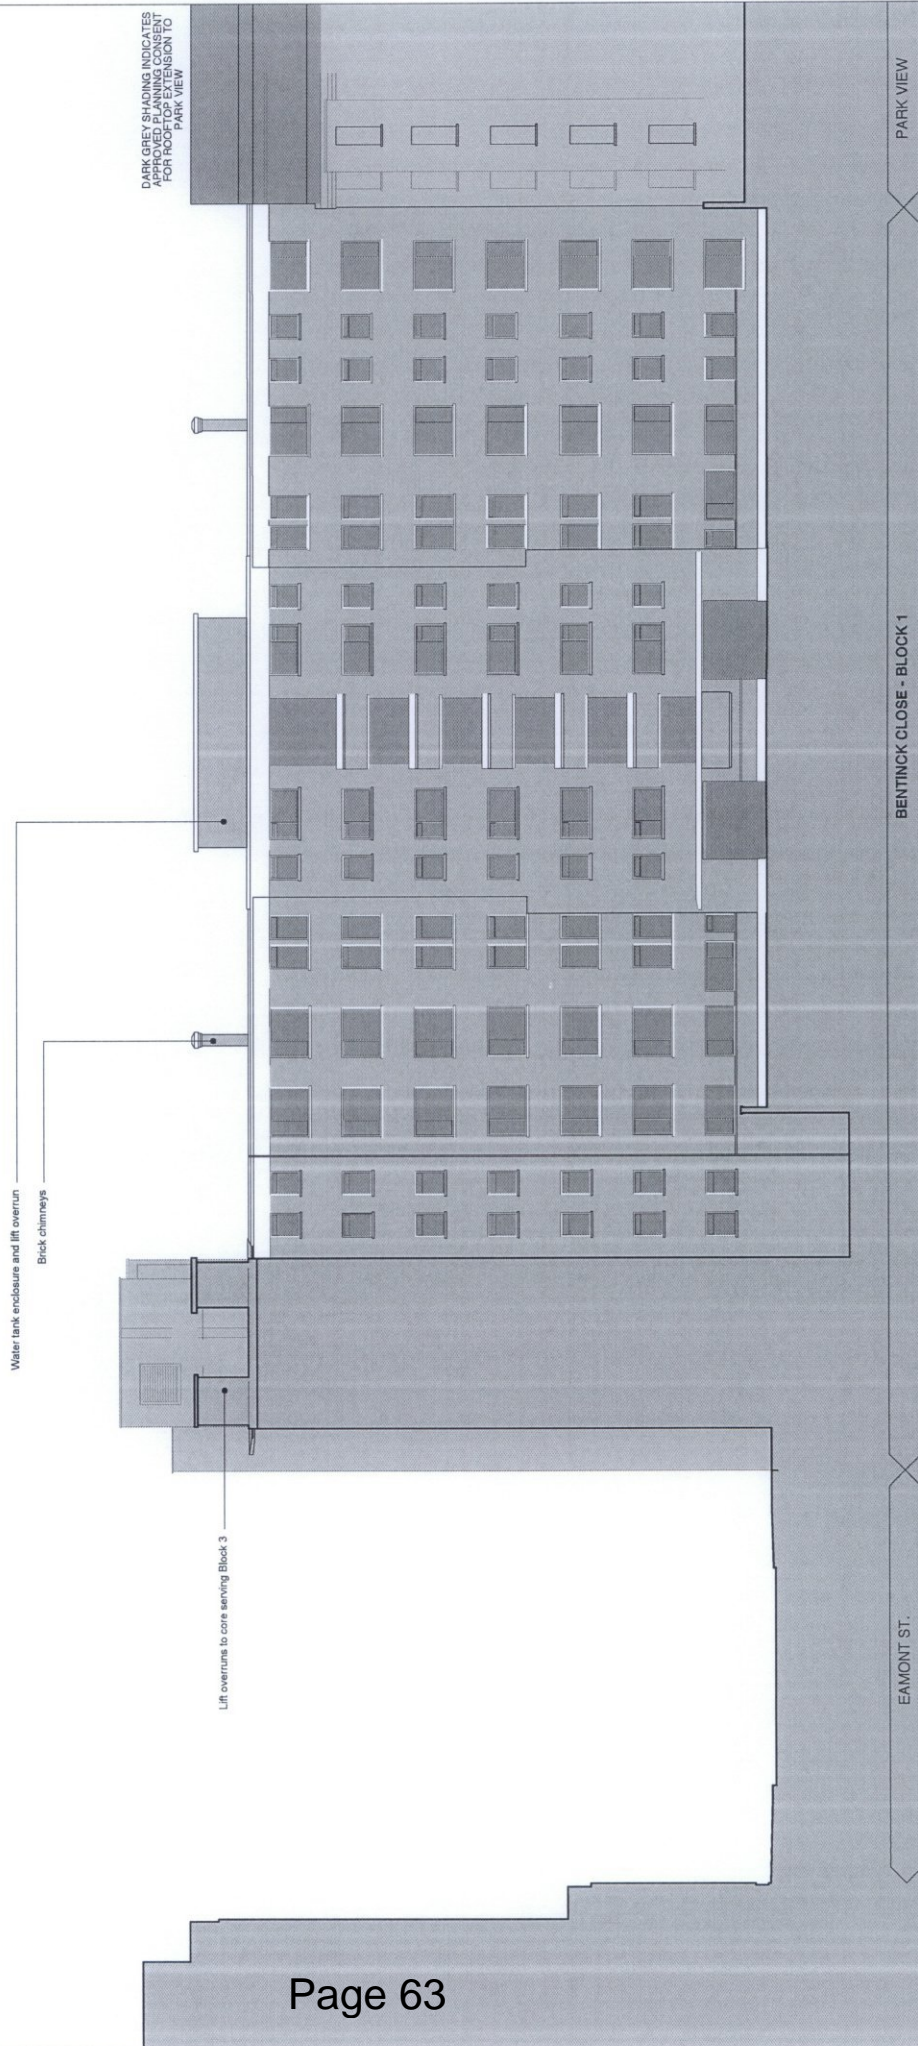 DARK GREY SHADING INDICATES
APPROVED PLANNING CONSENT
FOR ROOFTOP EXTENSION TO
PARK VIEW
Water tank enclosure and lift overrun
Brick chimneys
Lift overruns to core serving Block 3
EAMONT ST.
BENTINCK CLOSE - BLOCK 1
PARK VIEW
Page 63